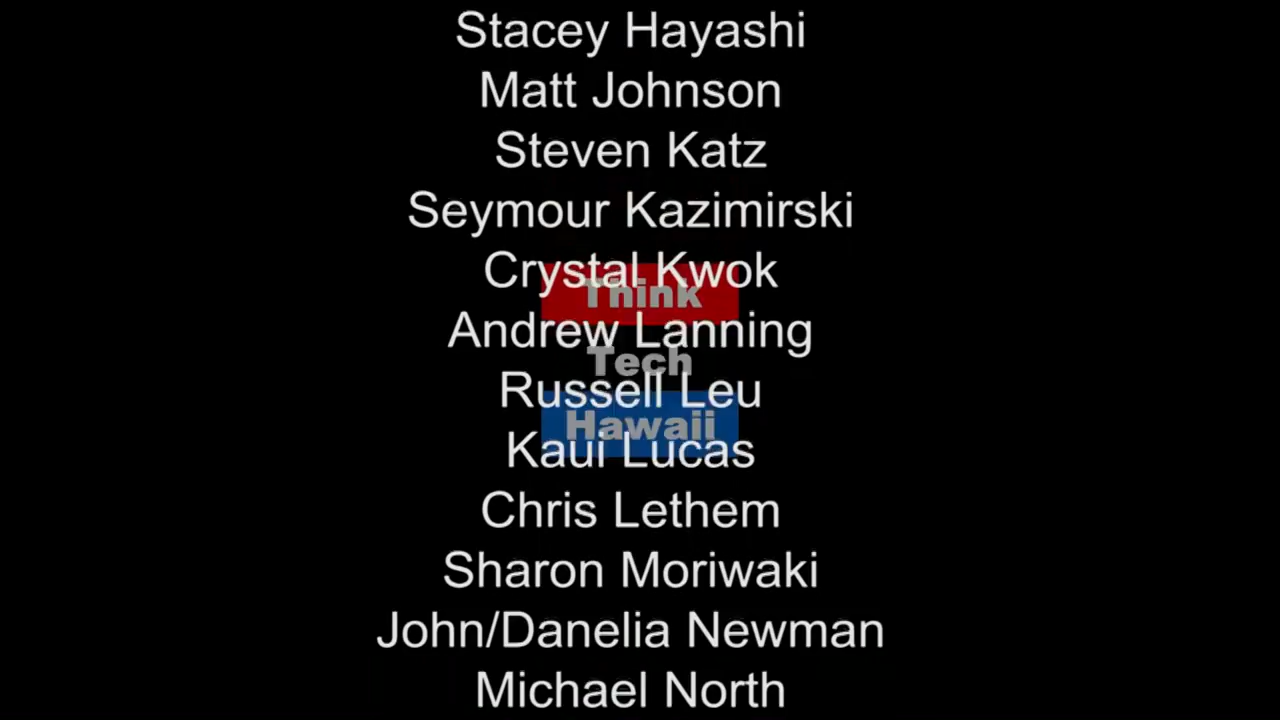 Stacey Hayashi
Matt Johnson
Steven Katz
Seymour Kazimirski
Crystal Kwok
Think
Andrew Lanning
Tech
Russell Leu
Hawaii
Kaui Lucas
Chris Lethem
Sharon Moriwaki
John/Danelia Newman
Michael North